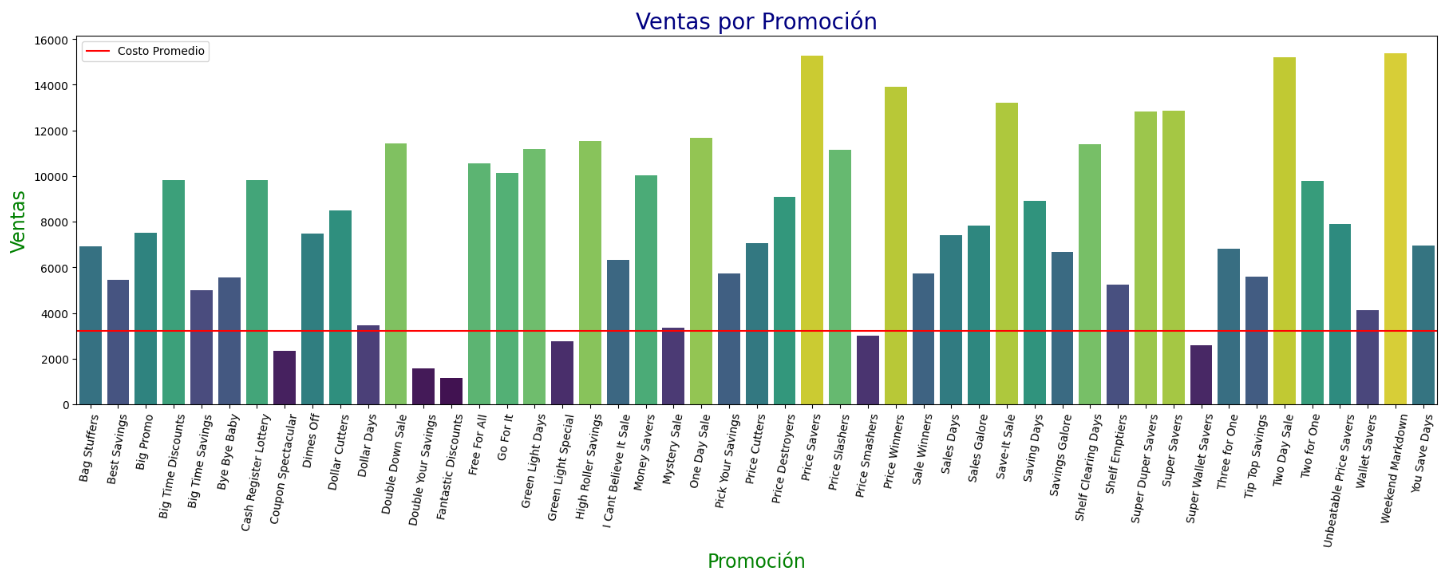 Ventas por Promoción
Costo Promedio
Ventas
16000
14000
12000
10000
8000
6000
4000
2000
0
Bag Stuffers
Best Savings
Big Promo
Big Time Discounts
Big Time Savings
Bye Bye Baby
Cash Register Lottery
Coupon Spectacular
Dimes Off
Dollar Cutters
Dollar Days
Double Down Sale
Double Your Savings
Fantastic Discounts
Free For All
Go For It
Green Light Days
Green Light Special
High Roller Savings
I Cant Believe It Sale
Money Savers
Mystery Sale
One Day Sale
Pick Your Savings
Price Cutters
Price Destroyers
Price Savers
Price Slashers
Price Smashers
Price Winners
Sale Winners
Sales Days
Sales Galore
Save-It Sale
Saving Days
Savings Galore
Shelf Clearing Days
Shelf Emptiers
Super Duper Savers
Super Savers
Super Wallet Savers
Three for One
Tip Top Savings
Two Day Sale
Two for One
Unbeatable Price Savers
Wallet Savers
Weekend Markdown
You Save Days
Promoción